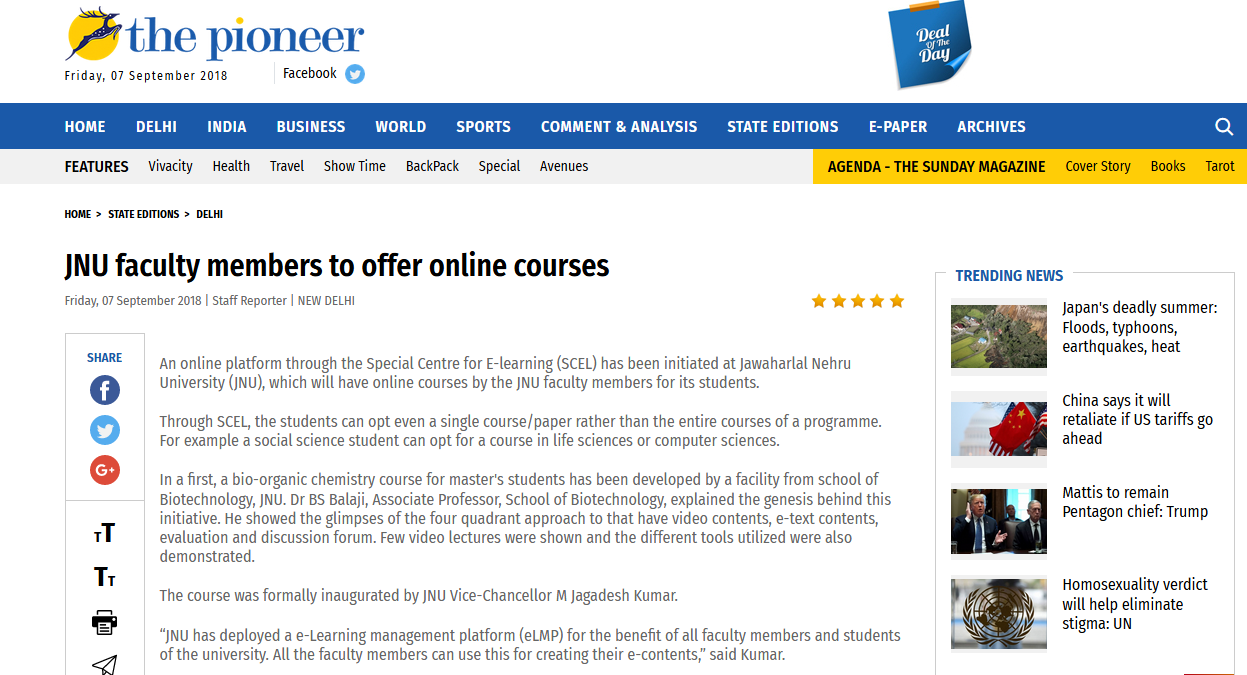 the pioneer
Friday, 07 September 2018
Facebook
Deal
Of The
Day
HOME DELHI INDIA BUSINESS WORLD SPORTS COMMENT & ANALYSIS STATE EDITIONS E-PAPER ARCHIVES
FEATURES Vivacity Health Travel Show Time BackPack Special Avenues
AGENDA - THE SUNDAY MAGAZINE Cover Story Books Tarot
HOME > STATE EDITIONS > DELHI
JNU faculty members to offer online courses
Friday, 07 September 2018 | Staff Reporter | NEW DELHI
SHARE
f
G+
TT
TT
An online platform through the Special Centre for E-learning (SCEL) has been initiated at Jawaharlal Nehru
University (JNU), which will have online courses by the JNU faculty members for its students.
Through SCEL, the students can opt even a single course/paper rather than the entire courses of a programme.
For example a social science student can opt for a course in life sciences or computer sciences.
In a first, a bio-organic chemistry course for master's students has been developed by a facility from school of
Biotechnology, JNU. Dr BS Balaji, Associate Professor, School of Biotechnology, explained the genesis behind this
initiative. He showed the glimpses of the four quadrant approach to that have video contents, e-text contents,
evaluation and discussion forum. Few video lectures were shown and the different tools utilized were also
demonstrated.
The course was formally inaugurated by JNU Vice-Chancellor M Jagadesh Kumar.
“JNU has deployed a e-Learning management platform (eLMP) for the benefit of all faculty members and students
of the university. All the faculty members can use this for creating their e-contents,” said Kumar.
TRENDING NEWS
Japan's deadly summer:
Floods, typhoons,
earthquakes, heat
China says it will
retaliate if US tariffs go
ahead
Mattis to remain
Pentagon chief: Trump
Homosexuality verdict
will help eliminate
stigma: UN